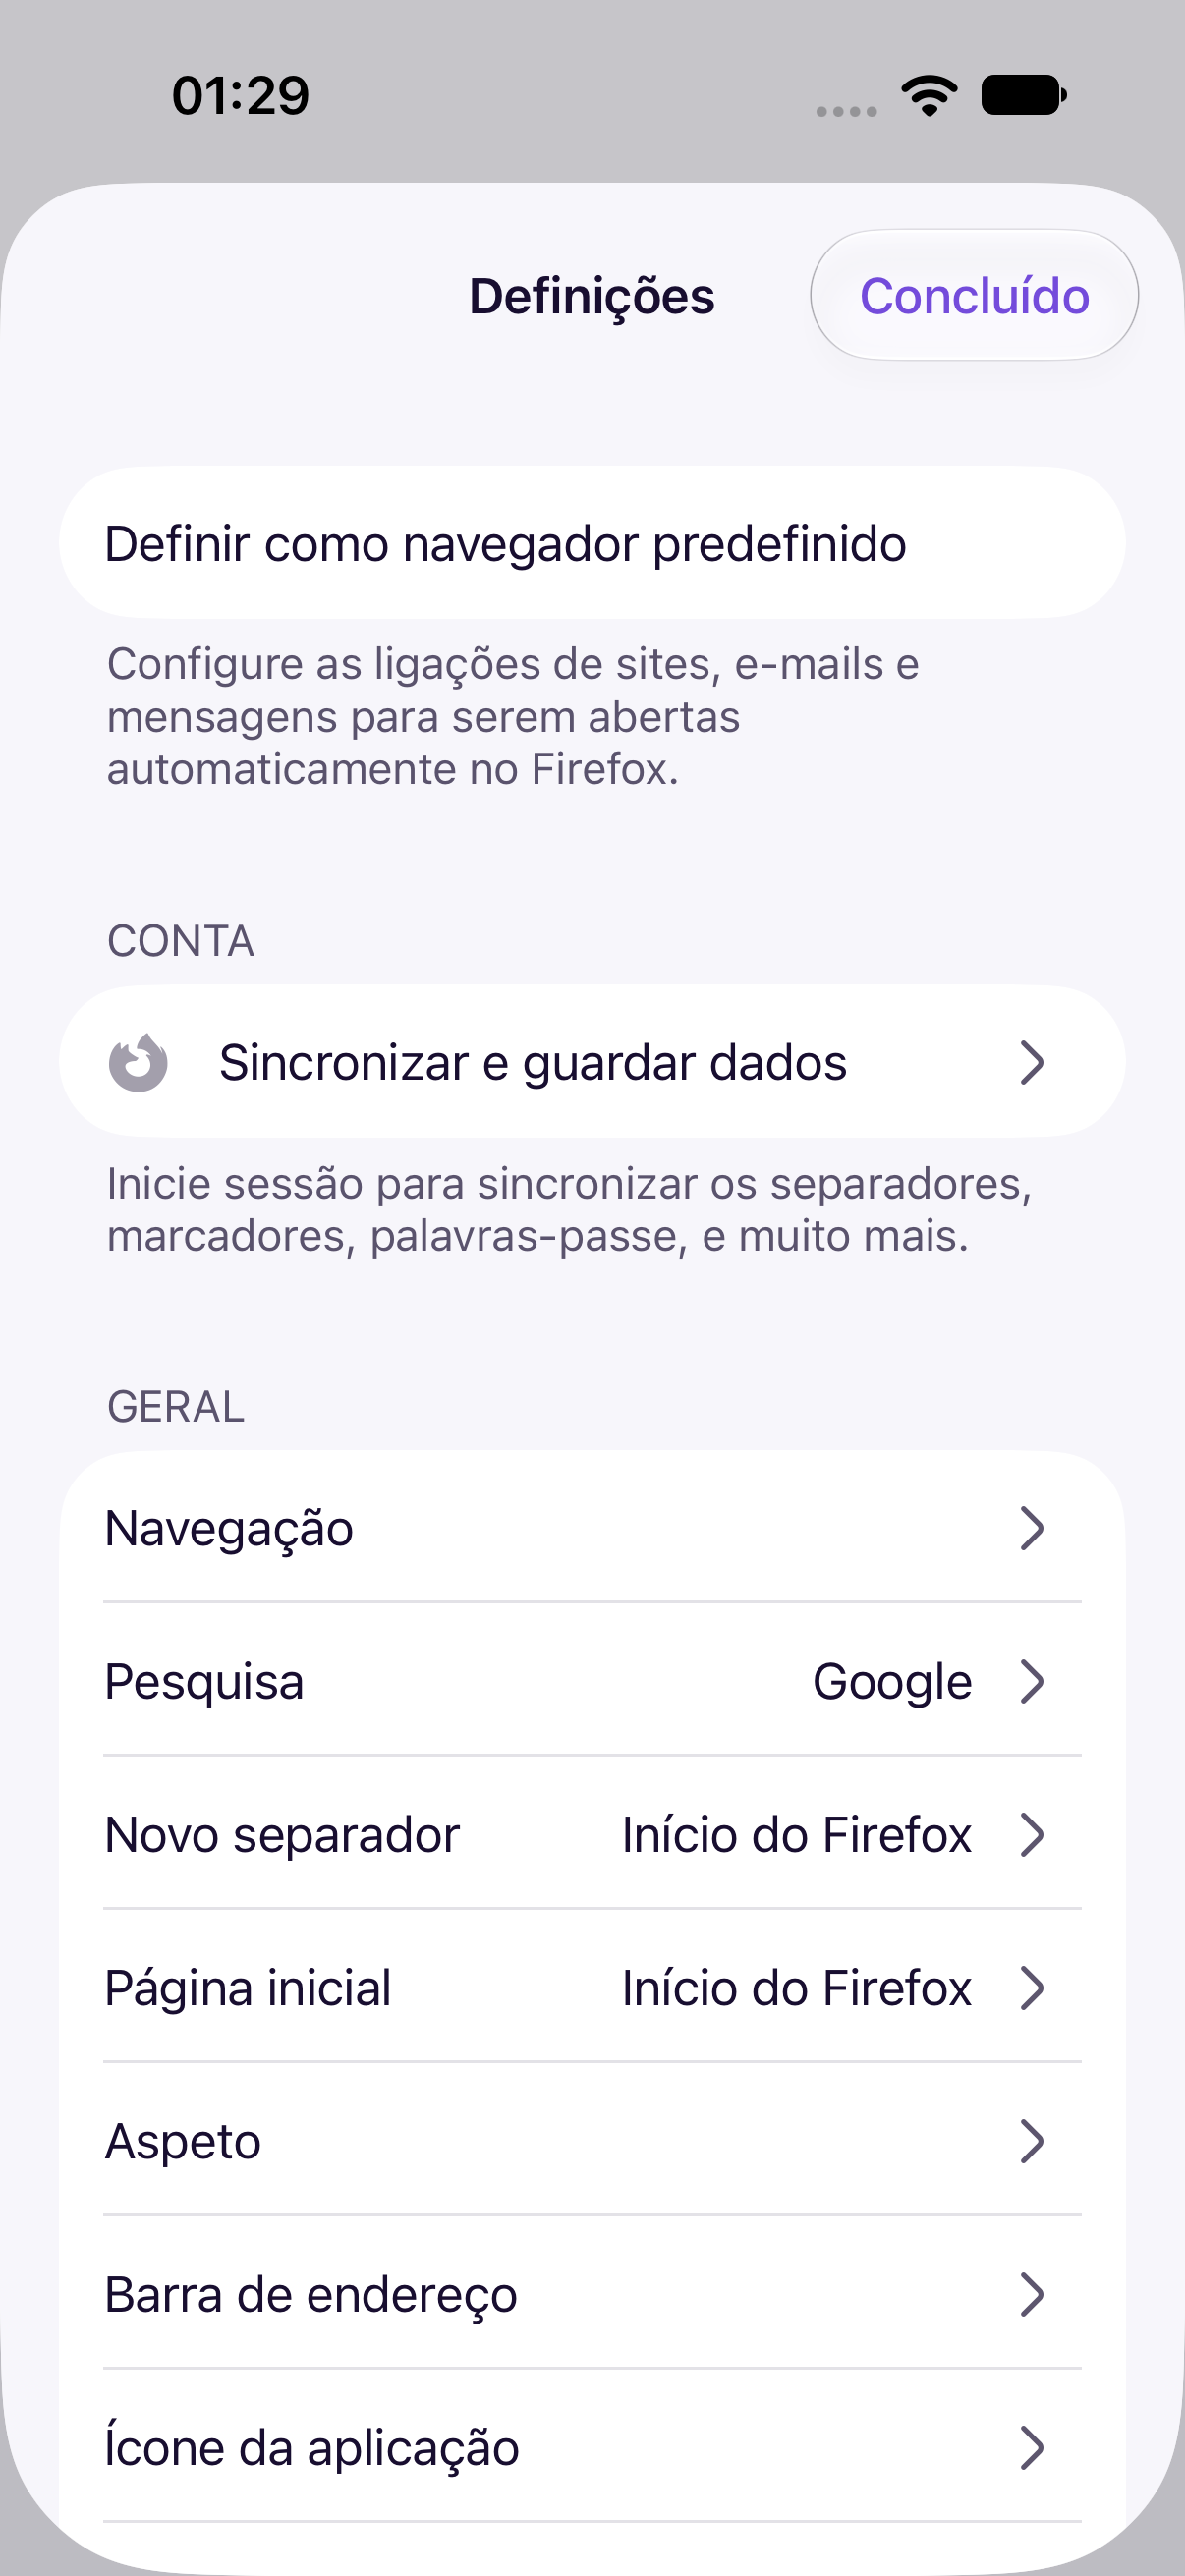 01:29
Definições
Concluído
Definir como navegador predefinido
Configure as ligações de sites, e-mails e
mensagens para serem abertas
automaticamente no Firefox.
CONTA
Sincronizar e guardar dados
Inicie sessão para sincronizar os separadores,
marcadores, palavras-passe, e muito mais.
GERAL
Navegação
Pesquisa Google
Novo separador Início do Firefox
Página inicial Início do Firefox
Aspeto
Barra de endereço
Ícone da aplicação